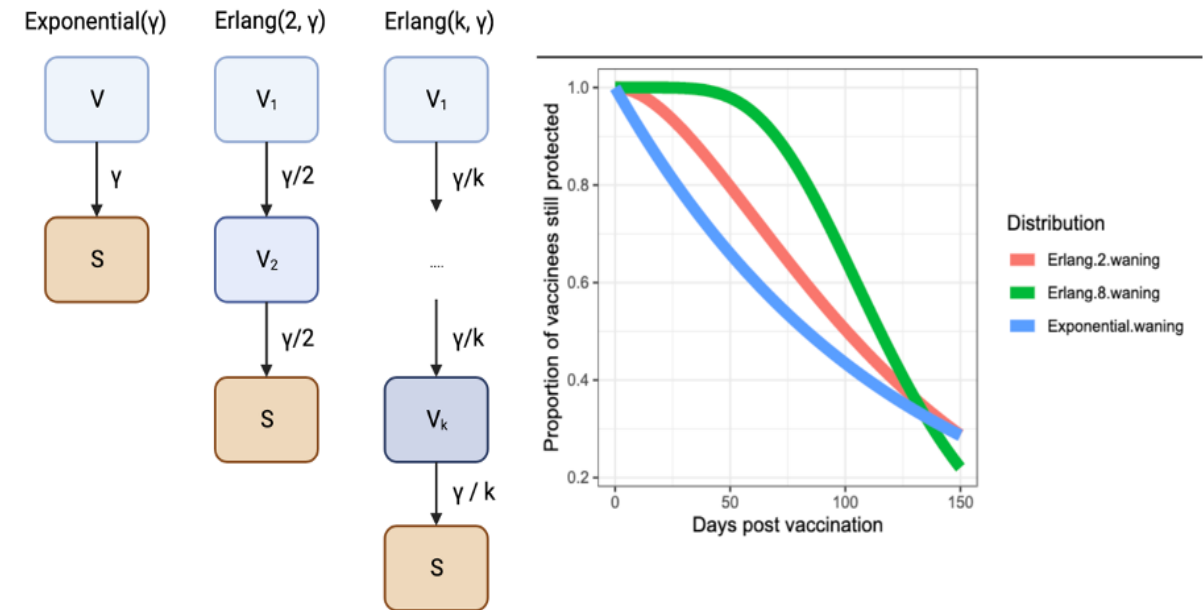 Exponential(γ)
V
γ
S
Erlang(2, γ)
V₁
γ/2
V₂
γ/2
S
Erlang(k, γ)
V₁
γ/k
....
γ/k
Vₖ
γ / k
S
Proportion of vaccinees still protected
1.0
0.8
0.6
0.4
0.2
0
50
100
150
Days post vaccination
Distribution
Erlang.2.waning
Erlang.8.waning
Exponential.waning